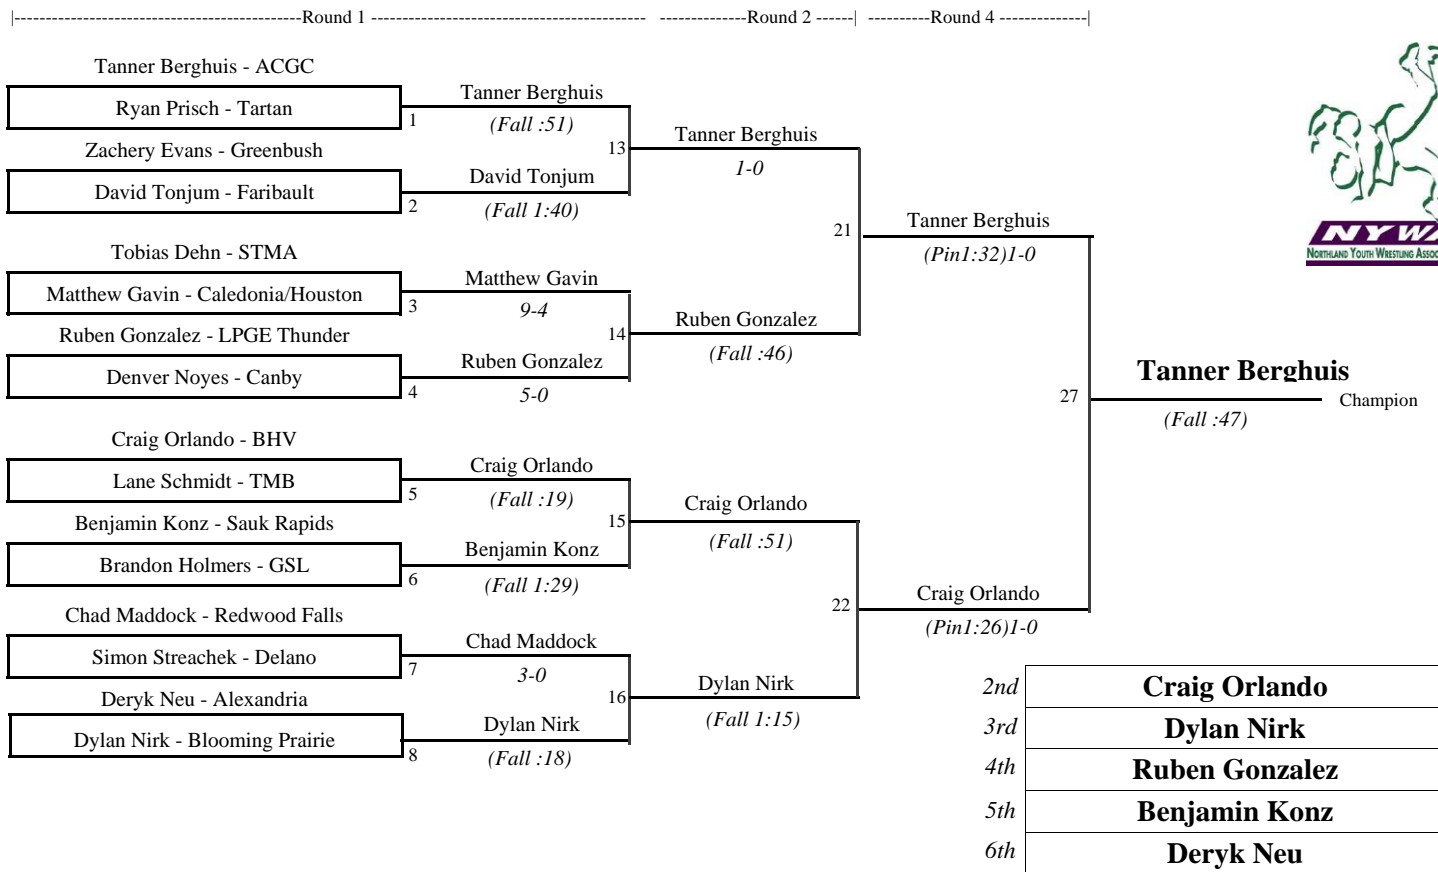 |----------------------------------------------Round 1 --------------------------------------------- --------------Round 2 ------| ----------Round 4 --------------|
Tanner Berghuis - ACGC
Ryan Prisch - Tartan
1
Zachery Evans - Greenbush
David Tonjum - Faribault
2
Tobias Dehn - STMA
Matthew Gavin - Caledonia/Houston
3
Ruben Gonzalez - LPGE Thunder
Denver Noyes - Canby
4
Craig Orlando - BHV
Lane Schmidt - TMB
5
Benjamin Konz - Sauk Rapids
Brandon Holmers - GSL
6
Chad Maddock - Redwood Falls
Simon Streachek - Delano
7
Deryk Neu - Alexandria
Dylan Nirk - Blooming Prairie
8
Tanner Berghuis
(Fall :51)
13
David Tonjum
(Fall 1:40)
Matthew Gavin
9-4
14
Ruben Gonzalez
5-0
Craig Orlando
(Fall :19)
15
Benjamin Konz
(Fall 1:29)
Chad Maddock
3-0
16
Dylan Nirk
(Fall :18)
Tanner Berghuis
1-0
21
Ruben Gonzalez
(Fall :46)
Craig Orlando
(Fall :51)
22
Dylan Nirk
(Fall 1:15)
Tanner Berghuis
(Pin1:32)1-0
27
Craig Orlando
(Pin1:26)1-0
Tanner Berghuis
Champion
(Fall :47)
NYWA
NORTHLAND YOUTH WRESTLING ASSOC
2nd Craig Orlando
3rd Dylan Nirk
4th Ruben Gonzalez
5th Benjamin Konz
6th Deryk Neu